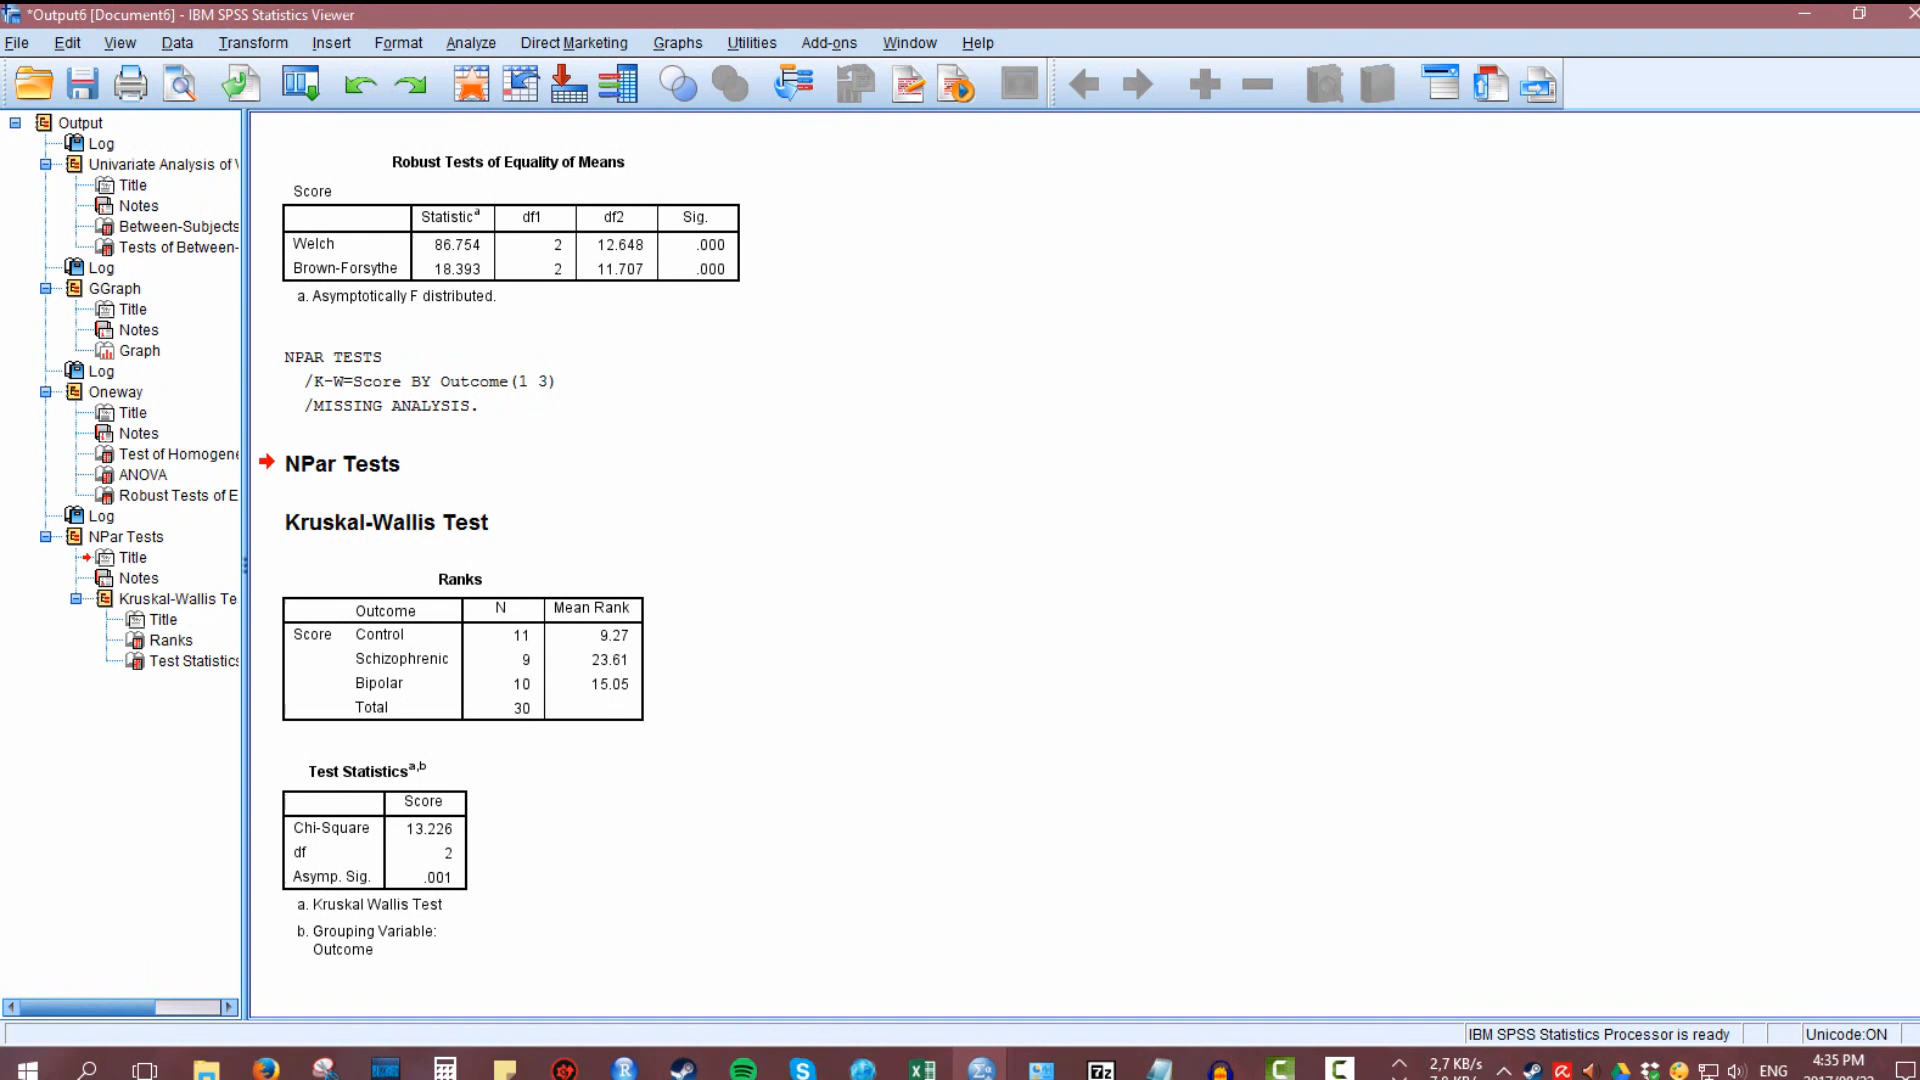 *Output6 [Document6] - IBM SPSS Statistics Viewer
File Edit View Data Transform Insert Format Analyze Direct Marketing Graphs Utilities Add-ons Window Help
Output
Log
Univariate Analysis of V
Title
Notes
Between-Subjects
Tests of Between-
Log
GGraph
Title
Notes
Graph
Log
Oneway
Title
Notes
Test of Homogene
ANOVA
Robust Tests of E
Log
NPar Tests
Title
Notes
Kruskal-Wallis Te
Title
Ranks
Test Statistics
Robust Tests of Equality of Means
Score
Statistic a df1 df2 Sig.
Welch 86.754 2 12.648 .000
Brown-Forsythe 18.393 2 11.707 .000
a. Asymptotically F distributed.
NPAR TESTS
/K-W=Score BY Outcome(1 3)
/MISSING ANALYSIS.
NPar Tests
Kruskal-Wallis Test
Ranks
Outcome N Mean Rank
Score Control 11 9.27
Schizophrenic 9 23.61
Bipolar 10 15.05
Total 30
Test Statistics a,b
Score
Chi-Square 13.226
df 2
Asymp. Sig. .001
a. Kruskal Wallis Test
b. Grouping Variable:
Outcome
IBM SPSS Statistics Processor is ready Unicode:ON
2,7 KB/s
ENG
4:35 PM